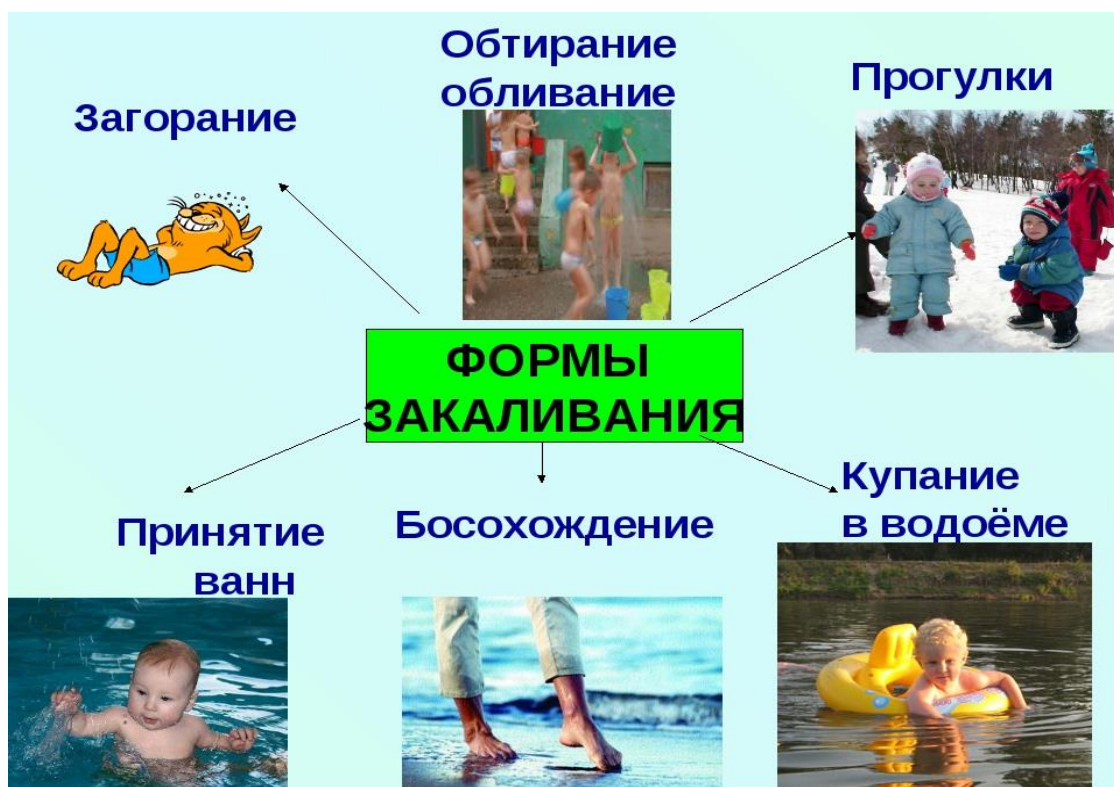 Обтирание
обливание
Прогулки
Загорание
ФОРМЫ
ЗАКАЛИВАНИЯ
Купание
в водоёме
Принятие
ванн
Босохождение